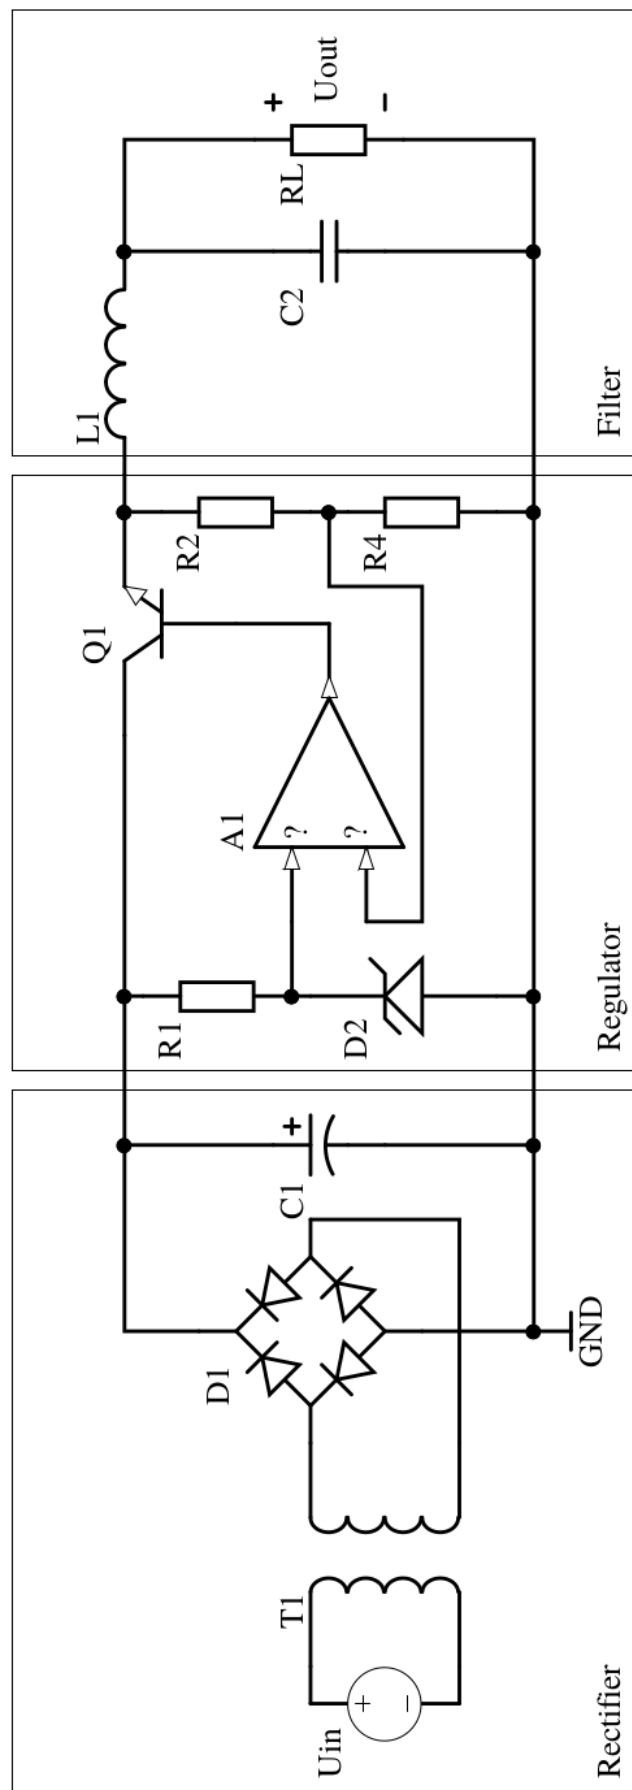 Uin
+
−
T1
D1
GND
C1
+
Rectifier
R1
D2
A1
?
?
Q1
R2
R4
Regulator
L1
C2
RL
+
Uout
−
Filter